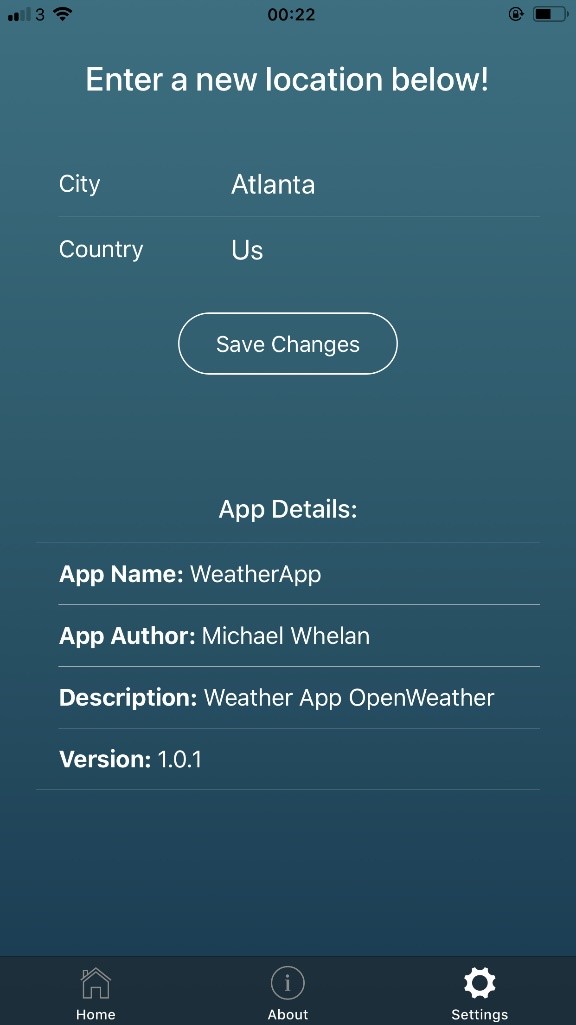 3 00:22
Enter a new location below!
City Atlanta
Country Us
Save Changes
App Details:
App Name: WeatherApp
App Author: Michael Whelan
Description: Weather App OpenWeather
Version: 1.0.1
i
Home About Settings